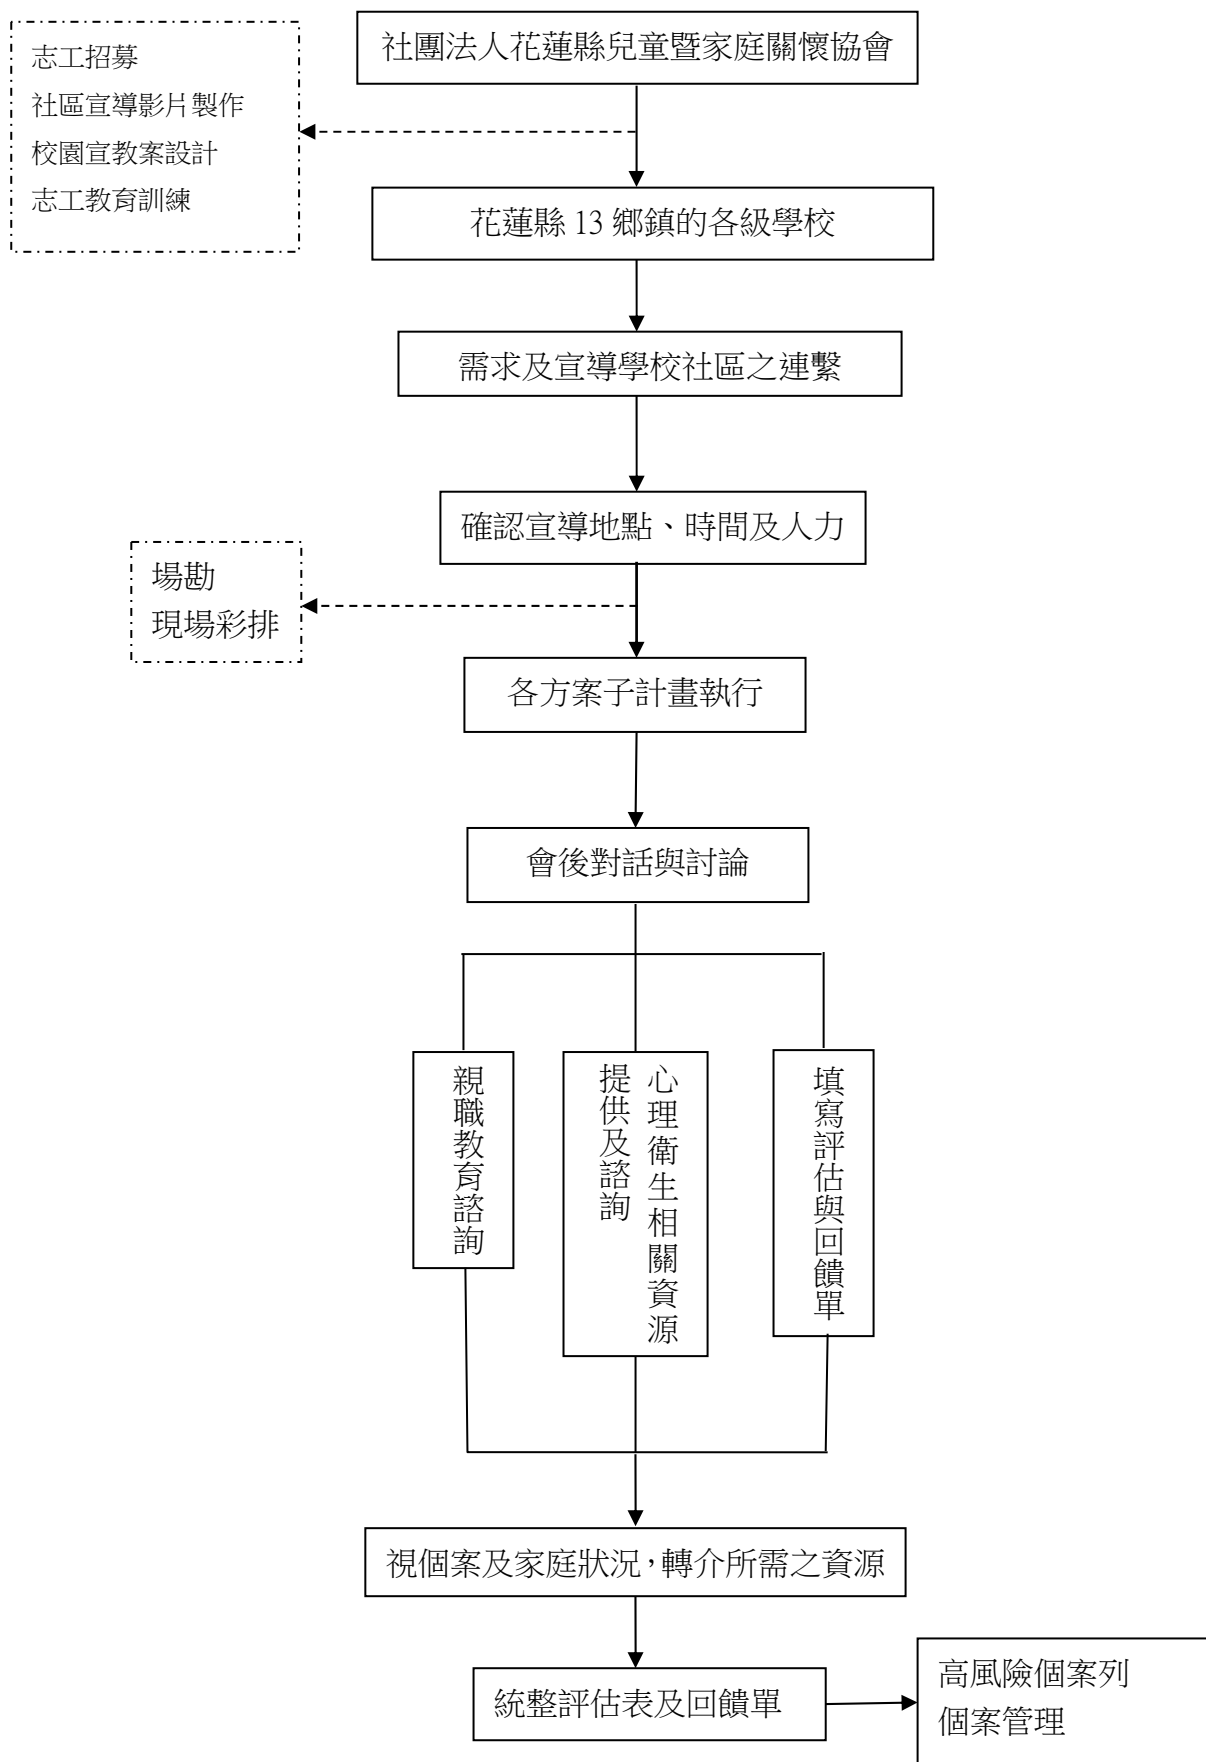 社團法人花蓮縣兒童暨家庭關懷協會
志工招募
社區宣導影片製作
校園宣教案設計
志工教育訓練
花蓮縣 13 鄉鎮的各級學校
需求及宣導學校社區之連繫
確認宣導地點、時間及人力
場勘
現場彩排
各方案子計畫執行
會後對話與討論
親職教育諮詢
心理衛生相關資源
提供及諮詢
填寫評估與回饋單
視個案及家庭狀況，轉介所需之資源
統整評估表及回饋單
高風險個案列
個案管理